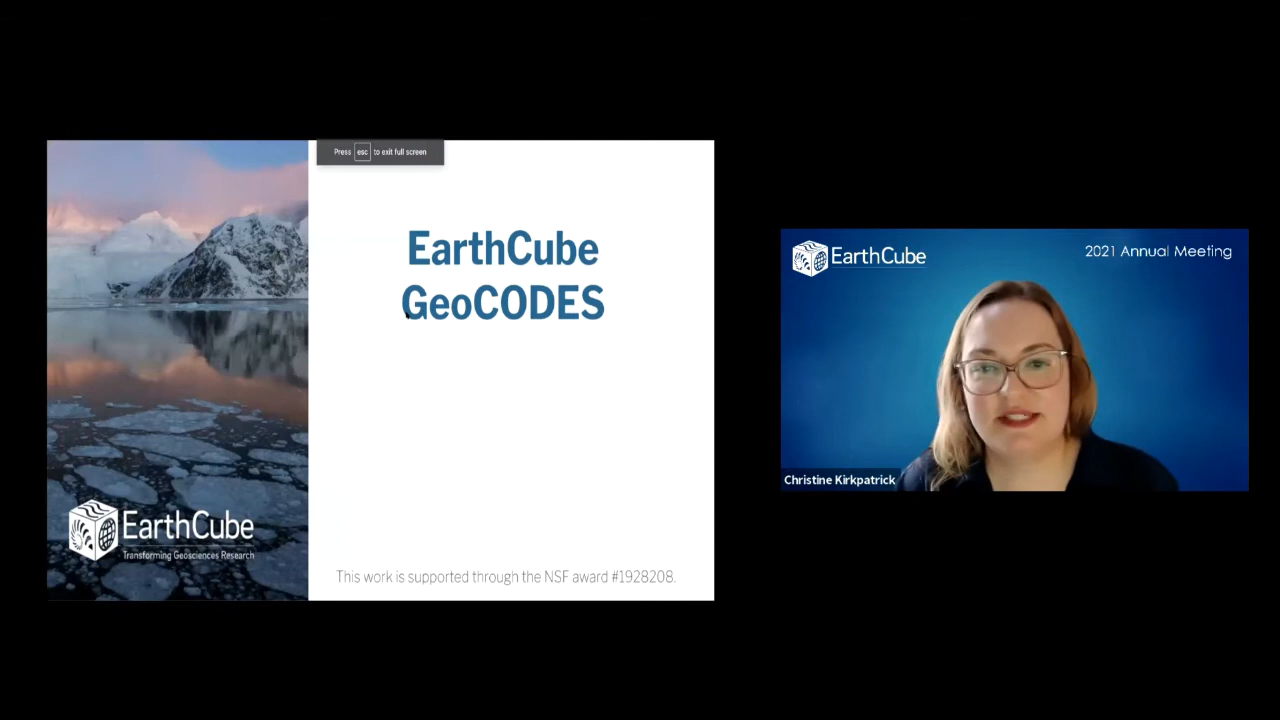 Press esc to exit full screen
EarthCube
GeoCODES
EarthCube
Transforming Geosciences Research
This work is supported through the NSF award #1928208.
EarthCube
2021 Annual Meeting
Christine Kirkpatrick